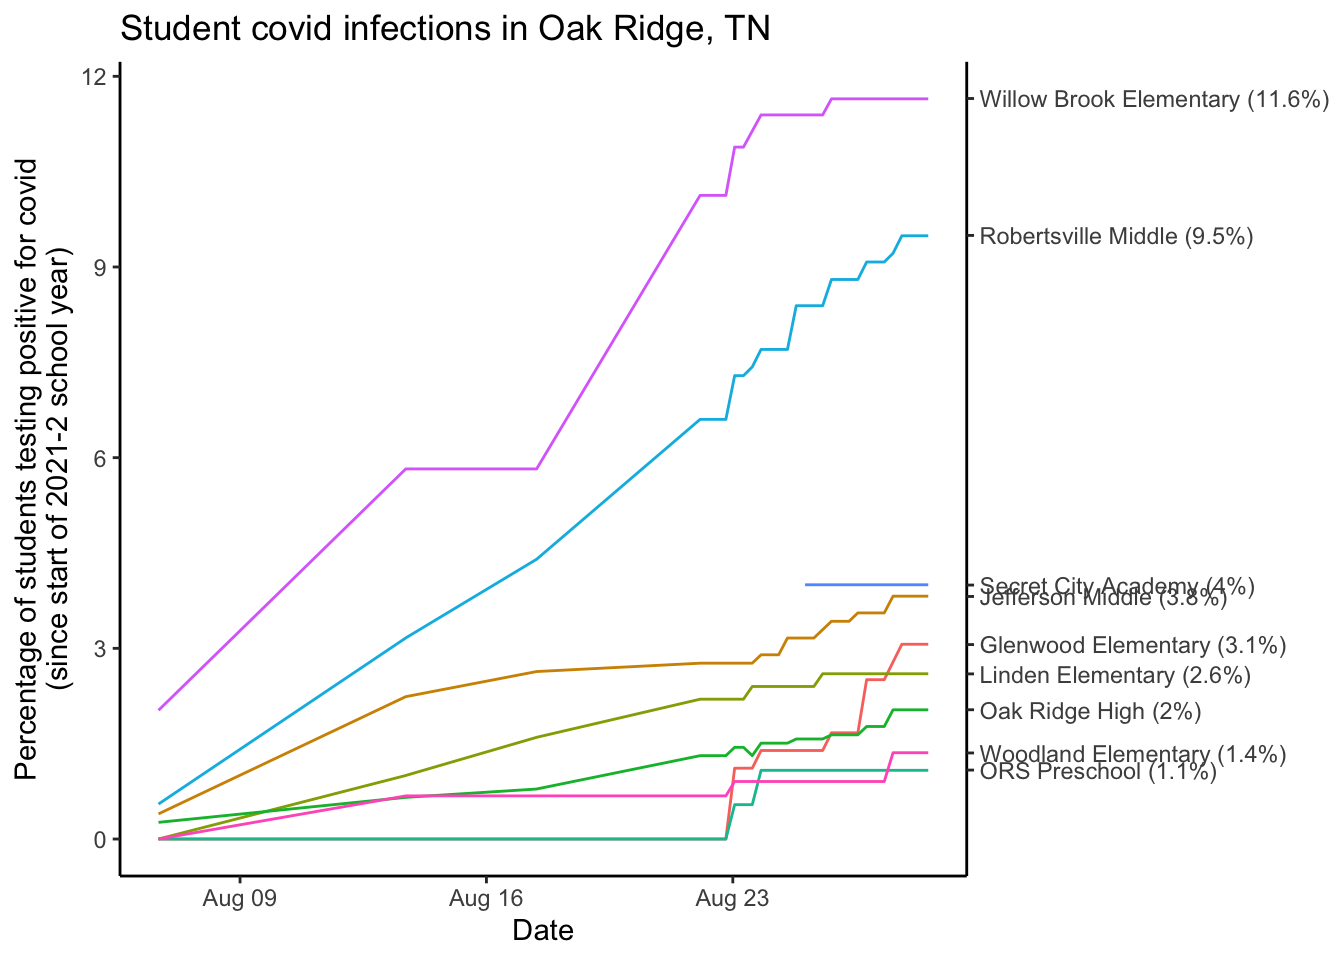 Student covid infections in Oak Ridge, TN
Percentage of students testing positive for covid
(since start of 2021-2 school year)
12
9
6
3
0
Willow Brook Elementary (11.6%)
Robertsville Middle (9.5%)
Secret City Academy (4%)
Jefferson Middle (3.8%)
Glenwood Elementary (3.1%)
Linden Elementary (2.6%)
Oak Ridge High (2%)
Woodland Elementary (1.4%)
ORS Preschool (1.1%)
Aug 09
Aug 16
Aug 23
Date